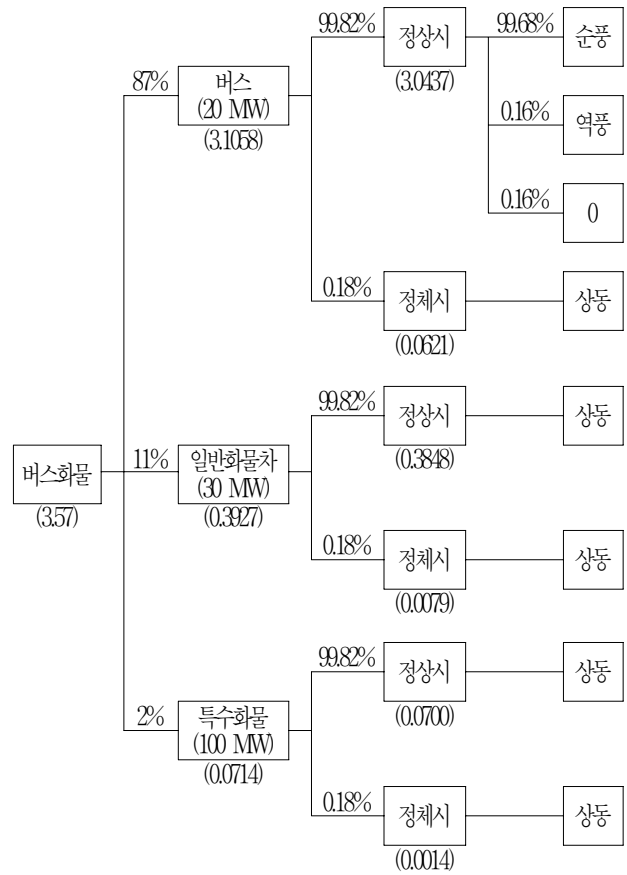 99.82%
정상시
(3.0437)
99.68%
순풍
87%
버스
(20 MW)
(3.1058)
0.16%
역풍
0.16%
0
0.18%
정체시
(0.0621)
상동
99.82%
정상시
(0.3848)
상동
버스화물
(3.57)
11%
일반화물차
(30 MW)
(0.3927)
0.18%
정체시
(0.0079)
상동
99.82%
정상시
(0.0700)
상동
2%
특수화물
(100 MW)
(0.0714)
0.18%
정체시
(0.0014)
상동